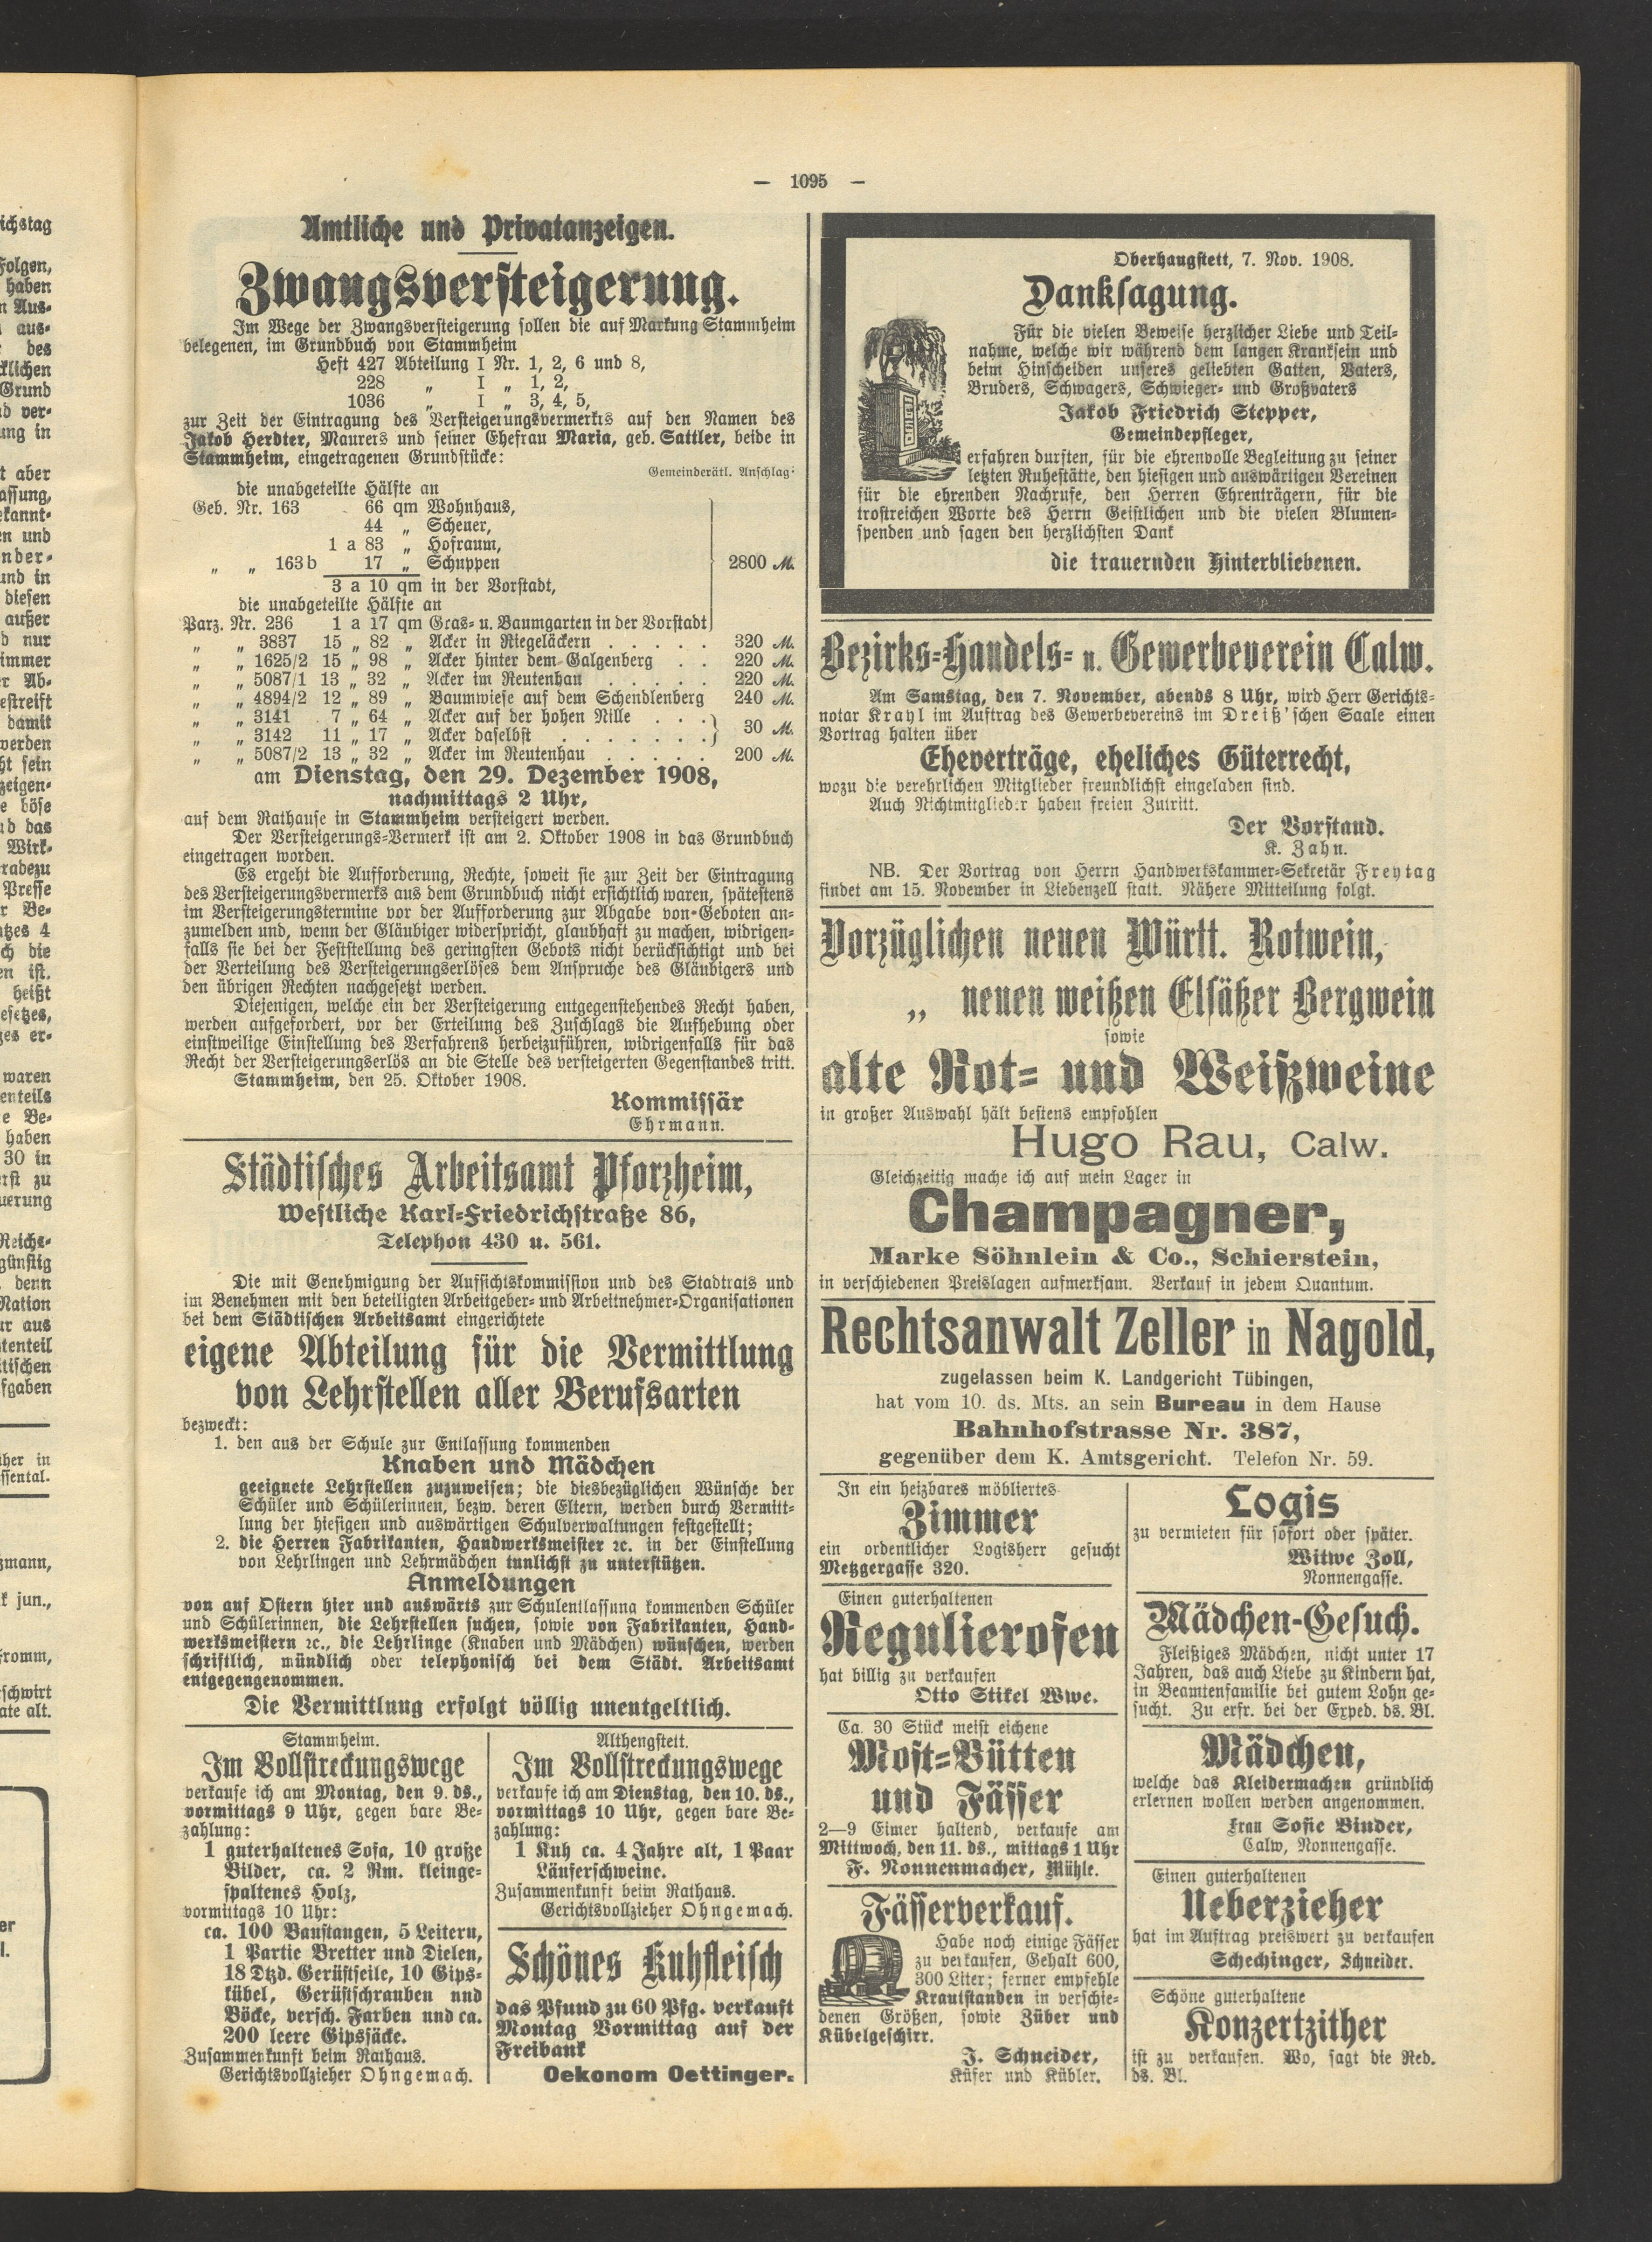 — 1095 —
Amtliche und Privatanzeigen.
Zwangsversteigerung.
Im Wege der Zwangsversteigerung sollen die auf Markung Stammheim
belegenen, im Grundbuch von Stammheim
Heft 427 Abteilung I Nr. 1, 2, 6 und 8,
228 „ I „ 1, 2,
1036 „ I „ 3, 4, 5,
zur Zeit der Eintragung des Versteigerungsvermerks auf den Namen des
Jakob Herdter, Maurers und seiner Ehefrau Maria, geb. Sattler, beide in
Stammheim, eingetragenen Grundstücke:
Gemeinderätl. Anschlag:
die unabgeteilte Hälfte an
Geb. Nr. 163 66 qm Wohnhaus,
44 „ Scheuer,
1 a 83 „ Hofraum,
„ „ 163 b 17 „ Schuppen 2800 M.
3 a 10 qm in der Vorstadt,
die unabgeteilte Hälfte an
Parz. Nr. 236 1 a 17 qm Gras- u. Baumgarten in der Vorstadt
„ „ 3837 15 „ 82 „ Acker in Riegeläckern . . . . . 320 M.
„ „ 1625/2 15 „ 98 „ Acker hinter dem Galgenberg . . 220 M.
„ „ 5087/1 13 „ 32 „ Acker im Reutenhau . . . . . 220 M.
„ „ 4894/2 12 „ 89 „ Baumwiese auf dem Schendlenberg 240 M.
„ „ 3141 7 „ 64 „ Acker auf der hohen Nille . . .
„ „ 3142 11 „ 17 „ Acker daselbst . . . . . . . 30 M.
„ „ 5087/2 13 „ 32 „ Acker im Reutenhau . . . . . 200 M.
am Dienstag, den 29. Dezember 1908,
nachmittags 2 Uhr,
auf dem Rathause in Stammheim versteigert werden.
Der Versteigerungs-Vermerk ist am 2. Oktober 1908 in das Grundbuch
eingetragen worden.
Es ergeht die Aufforderung, Rechte, soweit sie zur Zeit der Eintragung
des Versteigerungsvermerks aus dem Grundbuch nicht ersichtlich waren, spätestens
im Versteigerungstermine vor der Aufforderung zur Abgabe von Geboten an-
zumelden und, wenn der Gläubiger widerspricht, glaubhaft zu machen, widrigen-
falls sie bei der Feststellung des geringsten Gebots nicht berücksichtigt und bei
der Verteilung des Versteigerungserlöses dem Anspruche des Gläubigers und
den übrigen Rechten nachgesetzt werden.
Diejenigen, welche ein der Versteigerung entgegenstehendes Recht haben,
werden aufgefordert, vor der Erteilung des Zuschlags die Aufhebung oder
einstweilige Einstellung des Verfahrens herbeizuführen, widrigenfalls für das
Recht der Versteigerungserlös an die Stelle des versteigerten Gegenstandes tritt.
Stammheim, den 25. Oktober 1908.
Kommissär
Ehrmann.
Städtisches Arbeitsamt Pforzheim,
Westliche Karl-Friedrichstraße 86,
Telephon 430 u. 561.
Die mit Genehmigung der Aufsichtskommission und des Stadtrats und
im Benehmen mit den beteiligten Arbeitgeber- und Arbeitnehmer-Organisationen
bei dem Städtischen Arbeitsamt eingerichtete
eigene Abteilung für die Vermittlung
von Lehrstellen aller Berufsarten
bezweckt:
1. den aus der Schule zur Entlassung kommenden
Knaben und Mädchen
geeignete Lehrstellen zuzuweisen; die diesbezüglichen Wünsche der
Schüler und Schülerinnen, bezw. deren Eltern, werden durch Vermitt-
lung der hiesigen und auswärtigen Schulverwaltungen festgestellt;
2. die Herren Fabrikanten, Handwerksmeister ꝛc. in der Einstellung
von Lehrlingen und Lehrmädchen tunlichst zu unterstützen.
Anmeldungen
von auf Ostern hier und auswärts zur Schulentlassung kommenden Schüler
und Schülerinnen, die Lehrstellen suchen, sowie von Fabrikanten, Hand-
werksmeistern ꝛc., die Lehrlinge (Knaben und Mädchen) wünschen, werden
schriftlich, mündlich oder telephonisch bei dem Städt. Arbeitsamt
entgegengenommen.
Die Vermittlung erfolgt völlig unentgeltlich.
Stammheim.
Im Vollstreckungswege
verkaufe ich am Montag, den 9. ds.,
vormittags 9 Uhr, gegen bare Be-
zahlung:
1 guterhaltenes Sofa, 10 große
Bilder, ca. 2 Rm. kleinge-
spaltenes Holz,
vormittags 10 Uhr:
ca. 100 Baustangen, 5 Leitern,
1 Partie Bretter und Dielen,
18 Dtzd. Gerüstseile, 10 Gips-
kübel, Gerüstschrauben und
Böcke, versch. Farben und ca.
200 leere Gipssäcke.
Zusammenkunft beim Rathaus.
Gerichtsvollzieher Ohngemach.
Althengstett.
Im Vollstreckungswege
verkaufe ich am Dienstag, den 10. ds.,
vormittags 10 Uhr, gegen bare Be-
zahlung:
1 Kuh ca. 4 Jahre alt, 1 Paar
Läuferschweine.
Zusammenkunft beim Rathaus.
Gerichtsvollzieher Ohngemach.
Schönes Kuhfleisch
das Pfund zu 60 Pfg. verkauft
Montag Vormittag auf der
Freibank
Oekonom Oettinger.
Oberhaugstett, 7. Nov. 1908.
Danksagung.
Für die vielen Beweise herzlicher Liebe und Teil-
nahme, welche wir während dem langen Kranksein und
beim Hinscheiden unseres geliebten Gatten, Vaters,
Bruders, Schwagers, Schwieger- und Großvaters
Jakob Friedrich Stepper,
Gemeindepfleger,
erfahren durften, für die ehrenvolle Begleitung zu seiner
letzten Ruhestätte, den hiesigen und auswärtigen Vereinen
für die ehrenden Nachrufe, den Herren Ehrenträgern, für die
trostreichen Worte des Herrn Geistlichen und die vielen Blumen-
spenden und sagen den herzlichsten Dank
die trauernden Hinterbliebenen.
Bezirks-Handels- u. Gewerbeverein Calw.
Am Samstag, den 7. November, abends 8 Uhr, wird Herr Gerichts-
notar Krayl im Auftrag des Gewerbevereins im Dreiß'schen Saale einen
Vortrag halten über
Eheverträge, eheliches Güterrecht,
wozu die verehrlichen Mitglieder freundlichst eingeladen sind.
Auch Nichtmitglieder haben freien Zutritt.
Der Vorstand.
K. Zahn.
NB. Der Vortrag von Herrn Handwerkskammer-Sekretär Freytag
findet am 15. November in Liebenzell statt. Nähere Mitteilung folgt.
Vorzüglichen neuen Württ. Rotwein,
„ neuen weißen Elsäßer Bergwein
sowie
alte Rot- und Weißweine
in großer Auswahl hält bestens empfohlen
Hugo Rau, Calw.
Gleichzeitig mache ich auf mein Lager in
Champagner,
Marke Söhnlein & Co., Schierstein,
in verschiedenen Preislagen aufmerksam. Verkauf in jedem Quantum.
Rechtsanwalt Zeller in Nagold,
zugelassen beim K. Landgericht Tübingen,
hat vom 10. ds. Mts. an sein Bureau in dem Hause
Bahnhofstrasse Nr. 387,
gegenüber dem K. Amtsgericht. Telefon Nr. 59.
In ein heizbares möbliertes
Zimmer
ein ordentlicher Logisherr gesucht
Metzgergasse 320.
Einen guterhaltenen
Regulierofen
hat billig zu verkaufen
Otto Stikel Wwe.
Ca. 30 Stück meist eichene
Most-Bütten
und Fässer
2—9 Eimer haltend, verkaufe am
Mittwoch, den 11. ds., mittags 1 Uhr
F. Nonnenmacher, Mühle.
Fässerverkauf.
Habe noch einige Fässer
zu verkaufen, Gehalt 600,
300 Liter; ferner empfehle
Krautstanden in verschie-
denen Größen, sowie Züber und
Kübelgeschirr.
J. Schneider,
Küfer und Kübler.
Logis
zu vermieten für sofort oder später.
Witwe Zoll,
Nonnengasse.
Mädchen-Gesuch.
Fleißiges Mädchen, nicht unter 17
Jahren, das auch Liebe zu Kindern hat,
in Beamtenfamilie bei gutem Lohn ge-
sucht. Zu erfr. bei der Exped. ds. Bl.
Mädchen,
welche das Kleidermachen gründlich
erlernen wollen werden angenommen.
Frau Sofie Binder,
Calw, Nonnengasse.
Einen guterhaltenen
Ueberzieher
hat im Auftrag preiswert zu verkaufen
Schechinger, Schneider.
Schöne guterhaltene
Konzertzither
ist zu verkaufen. Wo, sagt die Red.
ds. Bl.